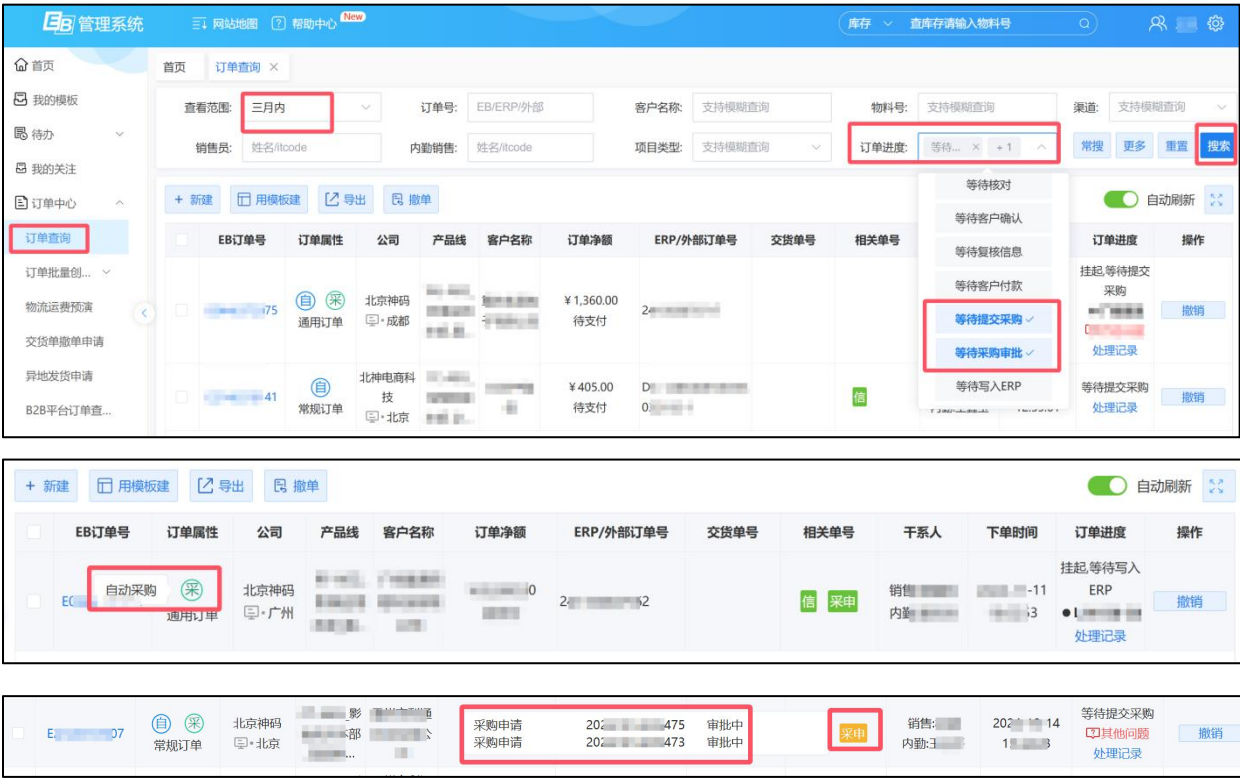 EB 管理系统 网站地图 帮助中心 New 库存 查库存请输入物料号
首页
我的模板
待办
我的关注
订单中心
订单查询
订单批量创...
物流运费预演
交货单撤单申请
异地发货申请
B2B平台订单查...
首页 订单查询 ×
查看范围: 三月内 订单号: EB/ERP/外部 客户名称: 支持模糊查询 物料号: 支持模糊查询 渠道: 支持模糊查询
销售员: 姓名/itcode 内勤销售: 姓名/itcode 项目类型: 支持模糊查询 订单进度: 等待... × + 1 常搜 更多 重置 搜索
+ 新建 用模板建 导出 撤单 自动刷新
EB订单号 订单属性 公司 产品线 客户名称 订单净额 ERP/外部订单号 交货单号 相关单号 订单进度 操作
等待核对
等待客户确认
等待复核信息
等待客户付款
等待提交采购
等待采购审批
等待写入ERP
75 自 采 通用订单 北京神码 成都 ¥ 1,360.00 待支付 挂起,等待提交采购 处理记录 撤销
41 自 常规订单 北神电商科技 北京 ¥ 405.00 待支付 信 等待提交采购 处理记录 撤销
+ 新建 用模板建 导出 撤单 自动刷新
EB订单号 订单属性 公司 产品线 客户名称 订单净额 ERP/外部订单号 交货单号 相关单号 干系人 下单时间 订单进度 操作
自动采购 采 通用订单 北京神码 广州 信 采申 销售 内勤 -11 挂起,等待写入ERP 处理记录 撤销
07 自 采 常规订单 北京神码 北京
采购申请 475 审批中
采购申请 473 审批中
采申 销售: 内勤: 14 等待提交采购 其他问题 处理记录 撤销